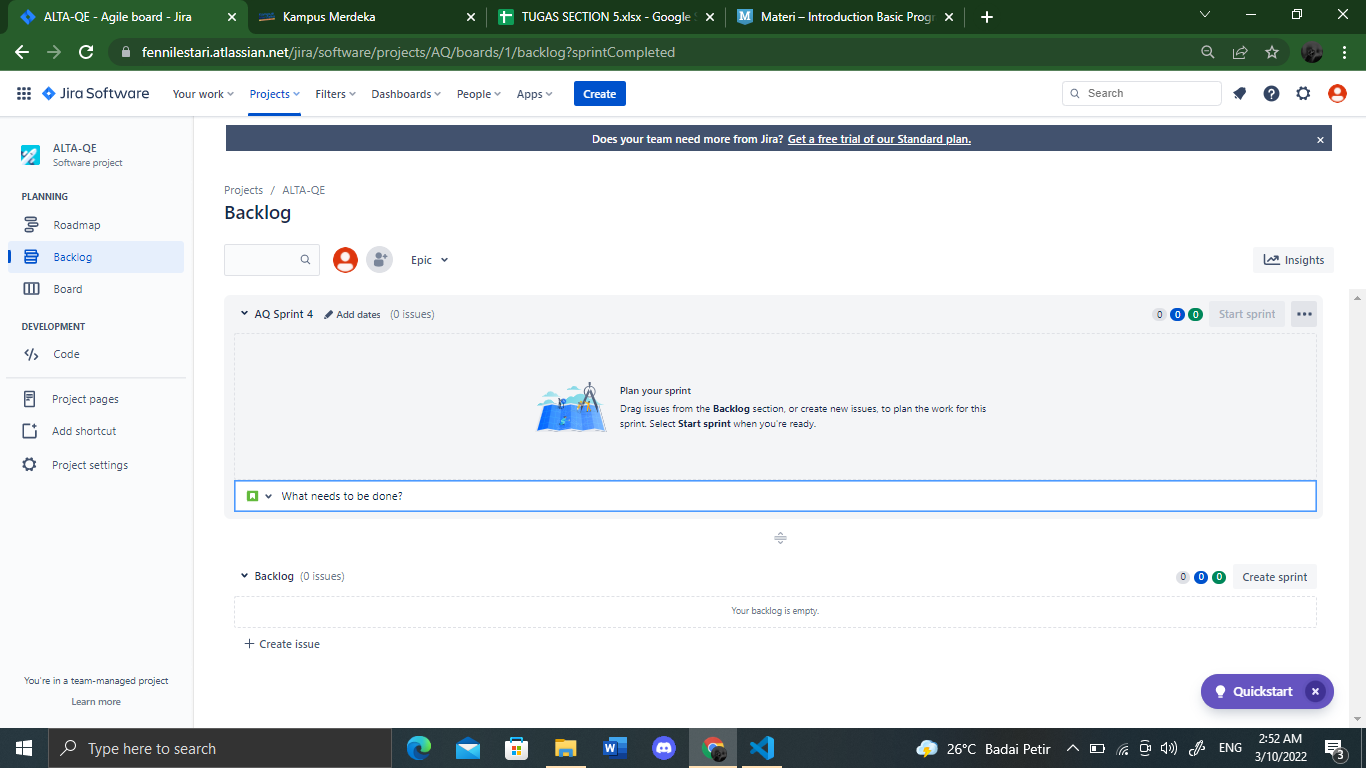 ALTA-QE - Agile board - Jira
Kampus Merdeka
TUGAS SECTION 5.xlsx - Google S
Materi – Introduction Basic Progr
fennilestari.atlassian.net/jira/software/projects/AQ/boards/1/backlog?sprintCompleted
Jira Software
Your work
Projects
Filters
Dashboards
People
Apps
Create
Search
ALTA-QE
Software project
PLANNING
Roadmap
Backlog
Board
DEVELOPMENT
Code
Project pages
Add shortcut
Project settings
You're in a team-managed project
Learn more
Does your team need more from Jira? Get a free trial of our Standard plan.
Projects / ALTA-QE
Backlog
Epic
Insights
AQ Sprint 4 Add dates (0 issues)
0 0 0 Start sprint
Plan your sprint
Drag issues from the Backlog section, or create new issues, to plan the work for this
sprint. Select Start sprint when you're ready.
What needs to be done?
Backlog (0 issues)
0 0 0 Create sprint
Your backlog is empty.
+ Create issue
Quickstart
Type here to search
26°C Badai Petir
ENG
2:52 AM
3/10/2022
3